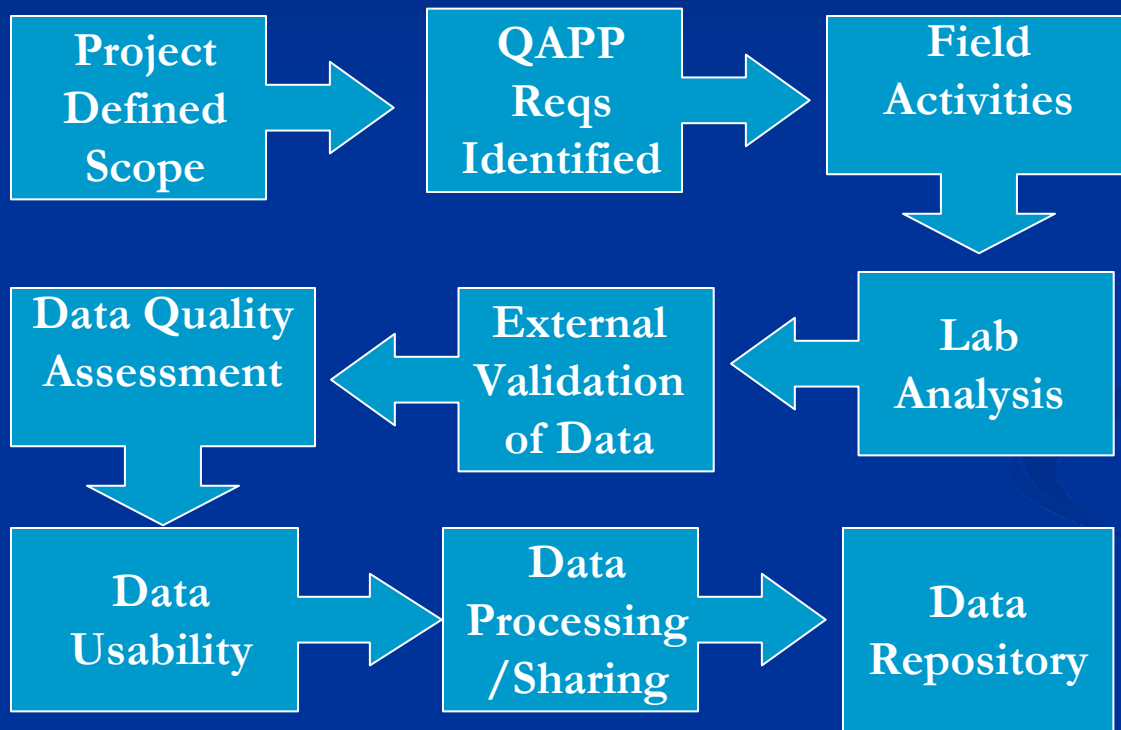 Project
Defined
Scope
QAPP
Reqs
Identified
Field
Activities
Lab
Analysis
External
Validation
of Data
Data Quality
Assessment
Data
Usability
Data
Processing
/Sharing
Data
Repository